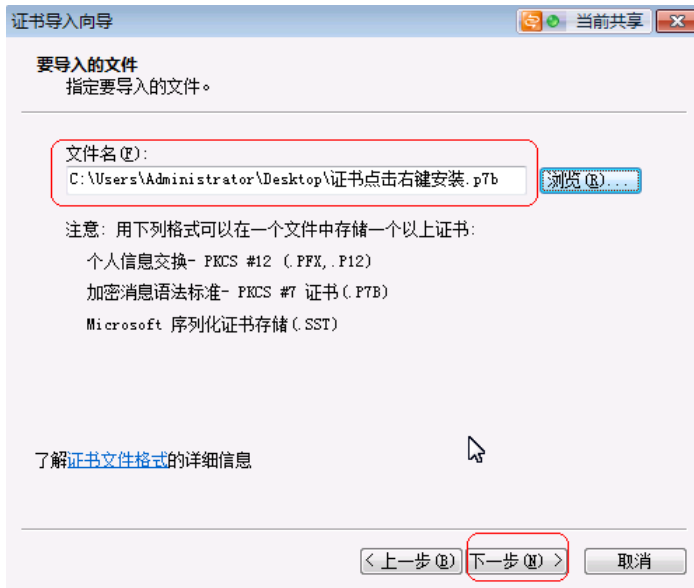 证书导入向导
当前共享
要导入的文件
指定要导入的文件。
文件名(F):
C:\Users\Administrator\Desktop\证书点击右键安装.p7b
浏览(R)...
注意: 用下列格式可以在一个文件中存储一个以上证书:
个人信息交换- PKCS #12 (.PFX,.P12)
加密消息语法标准- PKCS #7 证书(.P7B)
Microsoft 序列化证书存储(.SST)
了解证书文件格式的详细信息
< 上一步(B) 下一步(N) > 取消